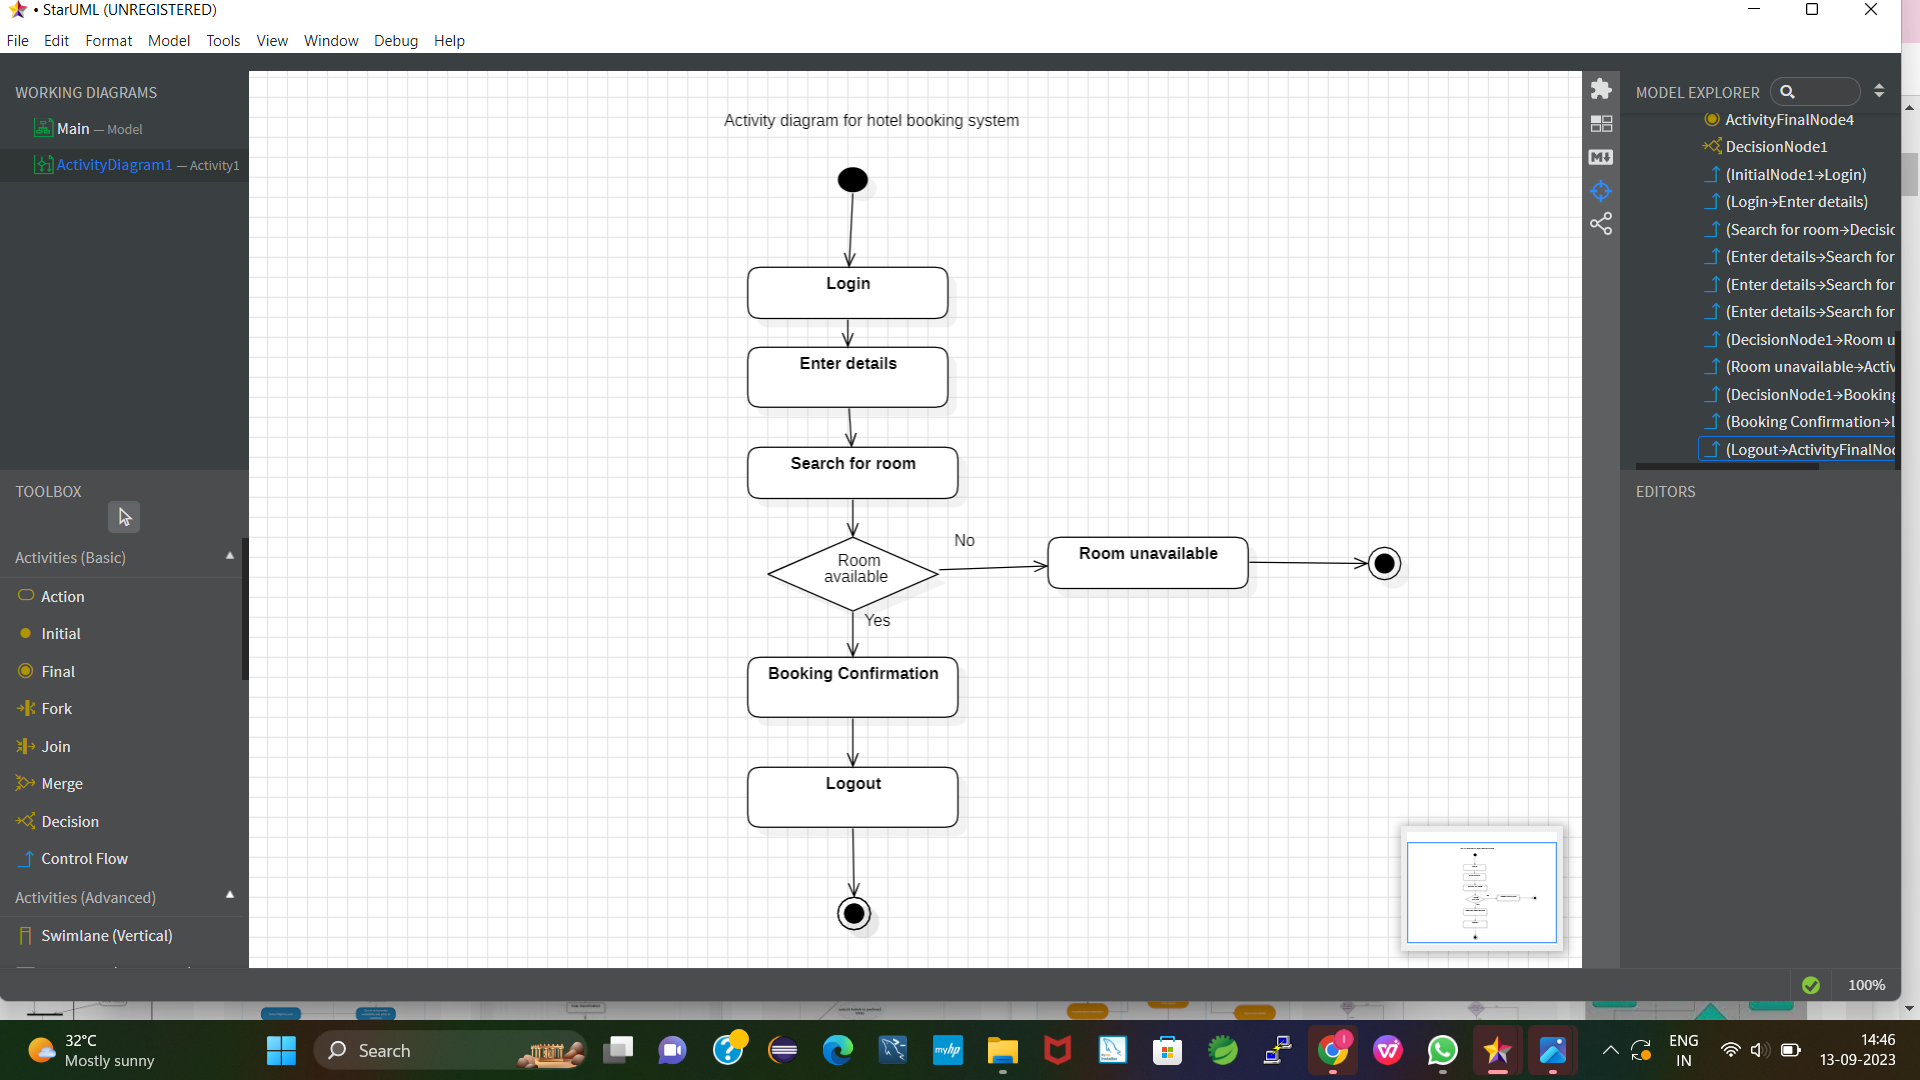 • StarUML (UNREGISTERED)
File Edit Format Model Tools View Window Debug Help
WORKING DIAGRAMS
Main — Model
ActivityDiagram1 — Activity1
TOOLBOX
Activities (Basic)
Action
Initial
Final
Fork
Join
Merge
Decision
Control Flow
Activities (Advanced)
Swimlane (Vertical)
Activity diagram for hotel booking system
Login
Enter details
Search for room
Room
available
No
Room unavailable
Yes
Booking Confirmation
Logout
MODEL EXPLORER
ActivityFinalNode4
DecisionNode1
(InitialNode1→Login)
(Login→Enter details)
(Search for room→Decisic
(Enter details→Search for
(Enter details→Search for
(Enter details→Search for
(DecisionNode1→Room u
(Room unavailable→Activ
(DecisionNode1→Booking
(Booking Confirmation→L
(Logout→ActivityFinalNoc
EDITORS
100%
32°C
Mostly sunny
Search
myhp
ENG
IN
14:46
13-09-2023